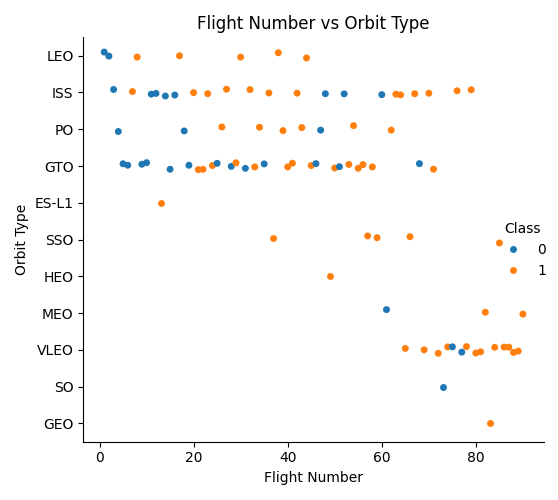 Flight Number vs Orbit Type
Orbit Type
LEO
ISS
PO
GTO
ES-L1
SSO
HEO
MEO
VLEO
SO
GEO
Class
0
1
0 20 40 60 80
Flight Number